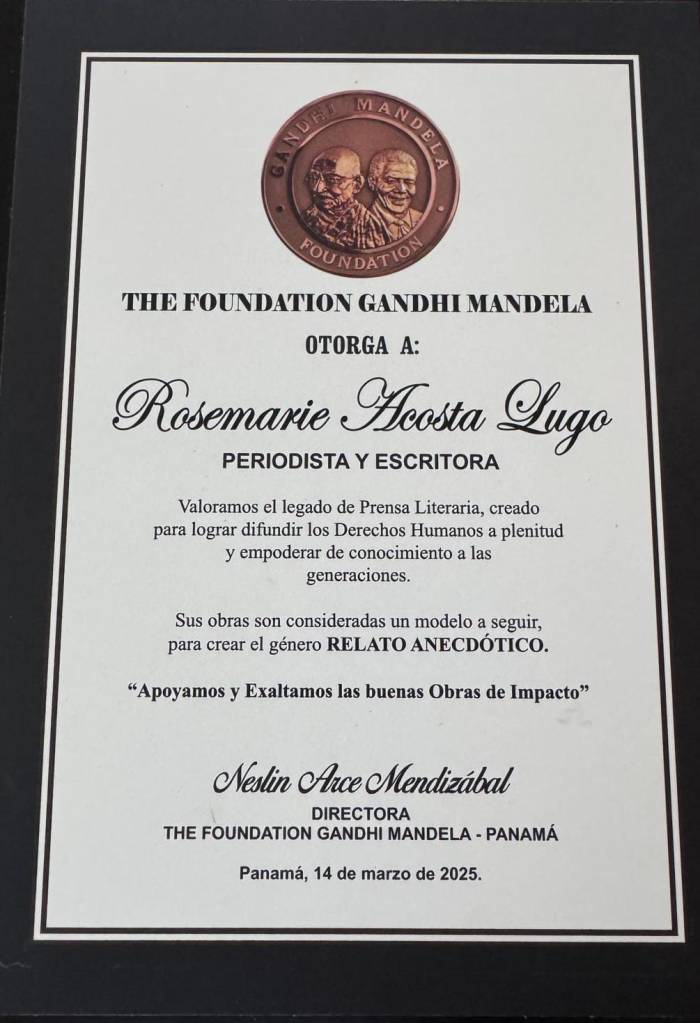 GANDHI MANDELA
FOUNDATION
THE FOUNDATION GANDHI MANDELA
OTORGA A:
Rosemarie Acosta Lugo
PERIODISTA Y ESCRITORA
Valoramos el legado de Prensa Literaria, creado
para lograr difundir los Derechos Humanos a plenitud
y empoderar de conocimiento a las
generaciones.
Sus obras son consideradas un modelo a seguir,
para crear el género RELATO ANECDÓTICO.
“Apoyamos y Exaltamos las buenas Obras de Impacto”
Neslin Arce Mendizábal
DIRECTORA
THE FOUNDATION GANDHI MANDELA - PANAMÁ
Panamá, 14 de marzo de 2025.